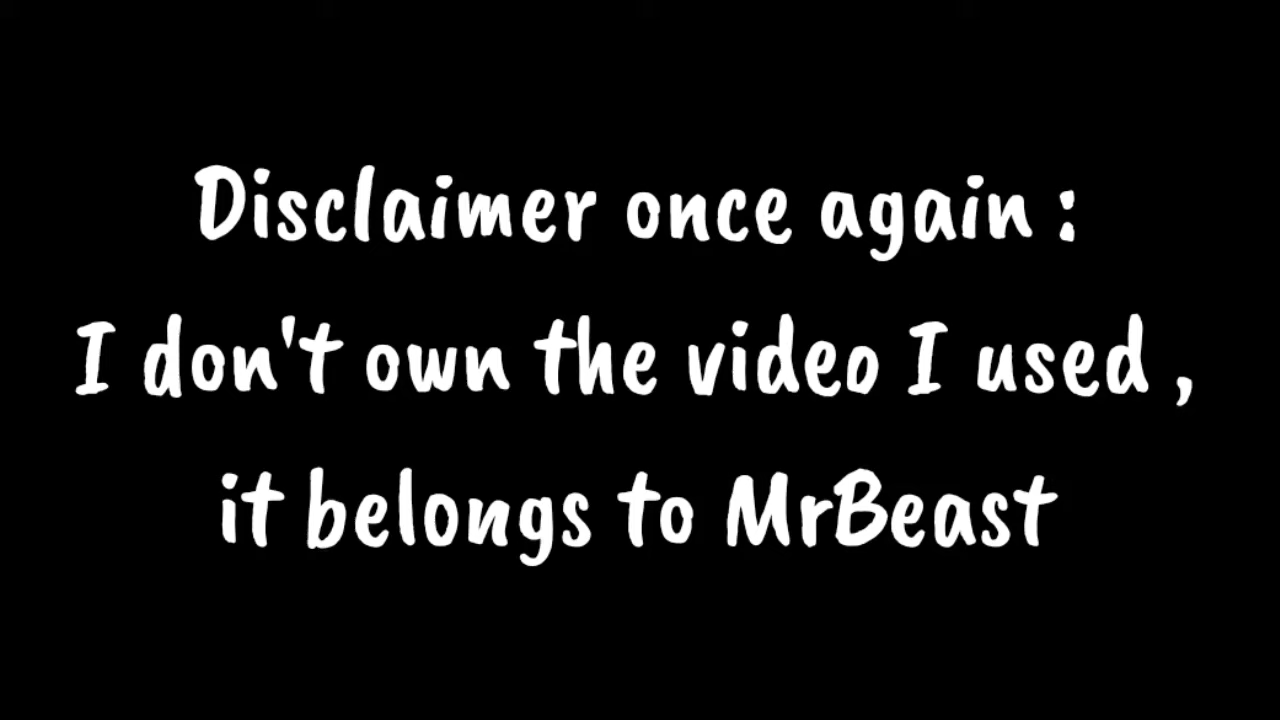 Disclaimer once again :
I don't own the video I used ,
it belongs to MrBeast